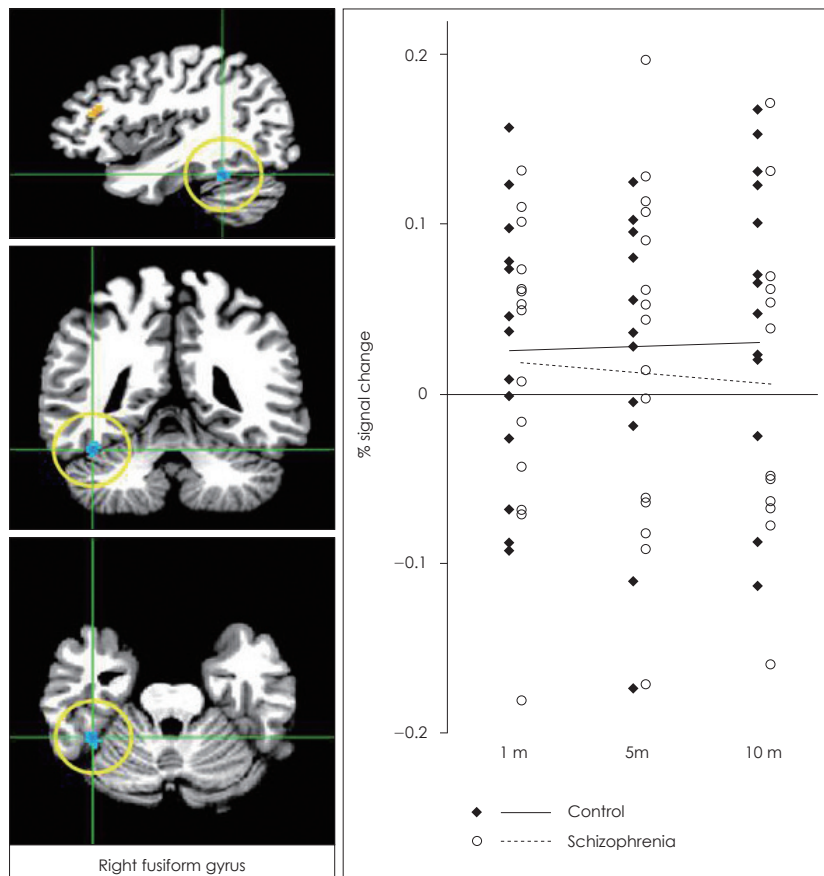 Right fusiform gyrus
% signal change
0.2
0.1
0
−0.1
−0.2
1 m
5m
10 m
Control
Schizophrenia